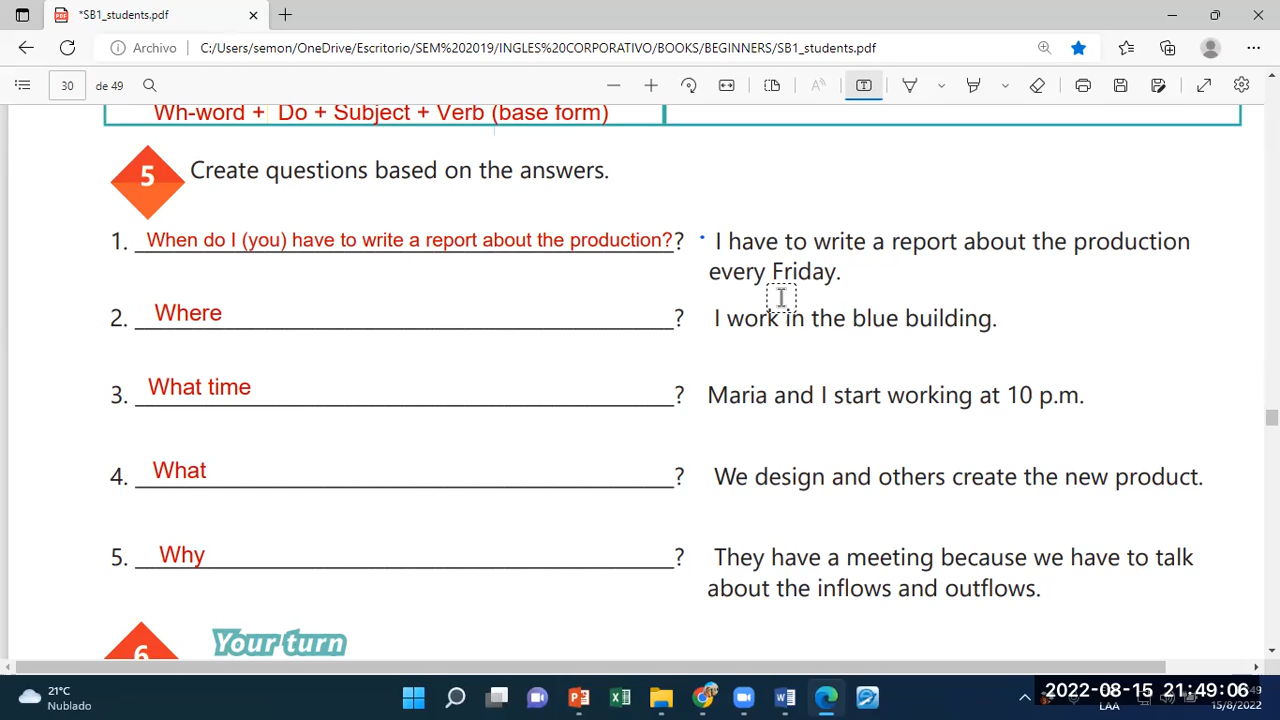 *SB1_students.pdf
Archivo
C:/Users/semon/OneDrive/Escritorio/SEM%202019/INGLES%20CORPORATIVO/BOOKS/BEGINNERS/SB1_students.pdf
30 de 49
Wh-word + Do + Subject + Verb (base form)
5 Create questions based on the answers.
1. When do I (you) have to write a report about the production?? I have to write a report about the production
every Friday.
2. Where ? I work in the blue building.
3. What time ? Maria and I start working at 10 p.m.
4. What ? We design and others create the new product.
5. Why ? They have a meeting because we have to talk
about the inflows and outflows.
6 Your turn
21°C
Nublado
2022-08-15 21:49:06
LAA
15/8/2022